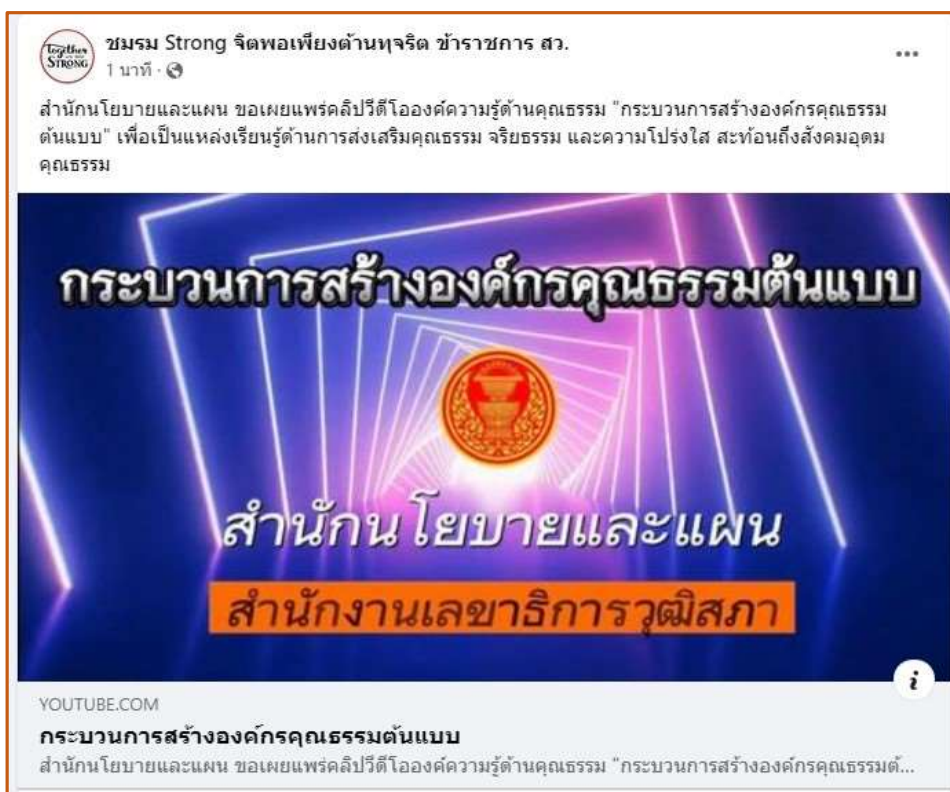 Together
STRONG
ชมรม Strong จิตพอเพียงต้านทุจริต ข้าราชการ สว.
1 นาที ·
สำนักนโยบายและแผน ขอเผยแพร่คลิปวีดีโอองค์ความรู้ด้านคุณธรรม "กระบวนการสร้างองค์กรคุณธรรม
ต้นแบบ" เพื่อเป็นแหล่งเรียนรู้ด้านการส่งเสริมคุณธรรม จริยธรรม และความโปร่งใส สะท้อนถึงสังคมอุดม
คุณธรรม
กระบวนการสร้างองค์กรคุณธรรมต้นแบบ
สำนักนโยบายและแผน
สำนักงานเลขาธิการวุฒิสภา
i
YOUTUBE.COM
กระบวนการสร้างองค์กรคุณธรรมต้นแบบ
สำนักนโยบายและแผน ขอเผยแพร่คลิปวีดีโอองค์ความรู้ด้านคุณธรรม "กระบวนการสร้างองค์กรคุณธรรมต้...